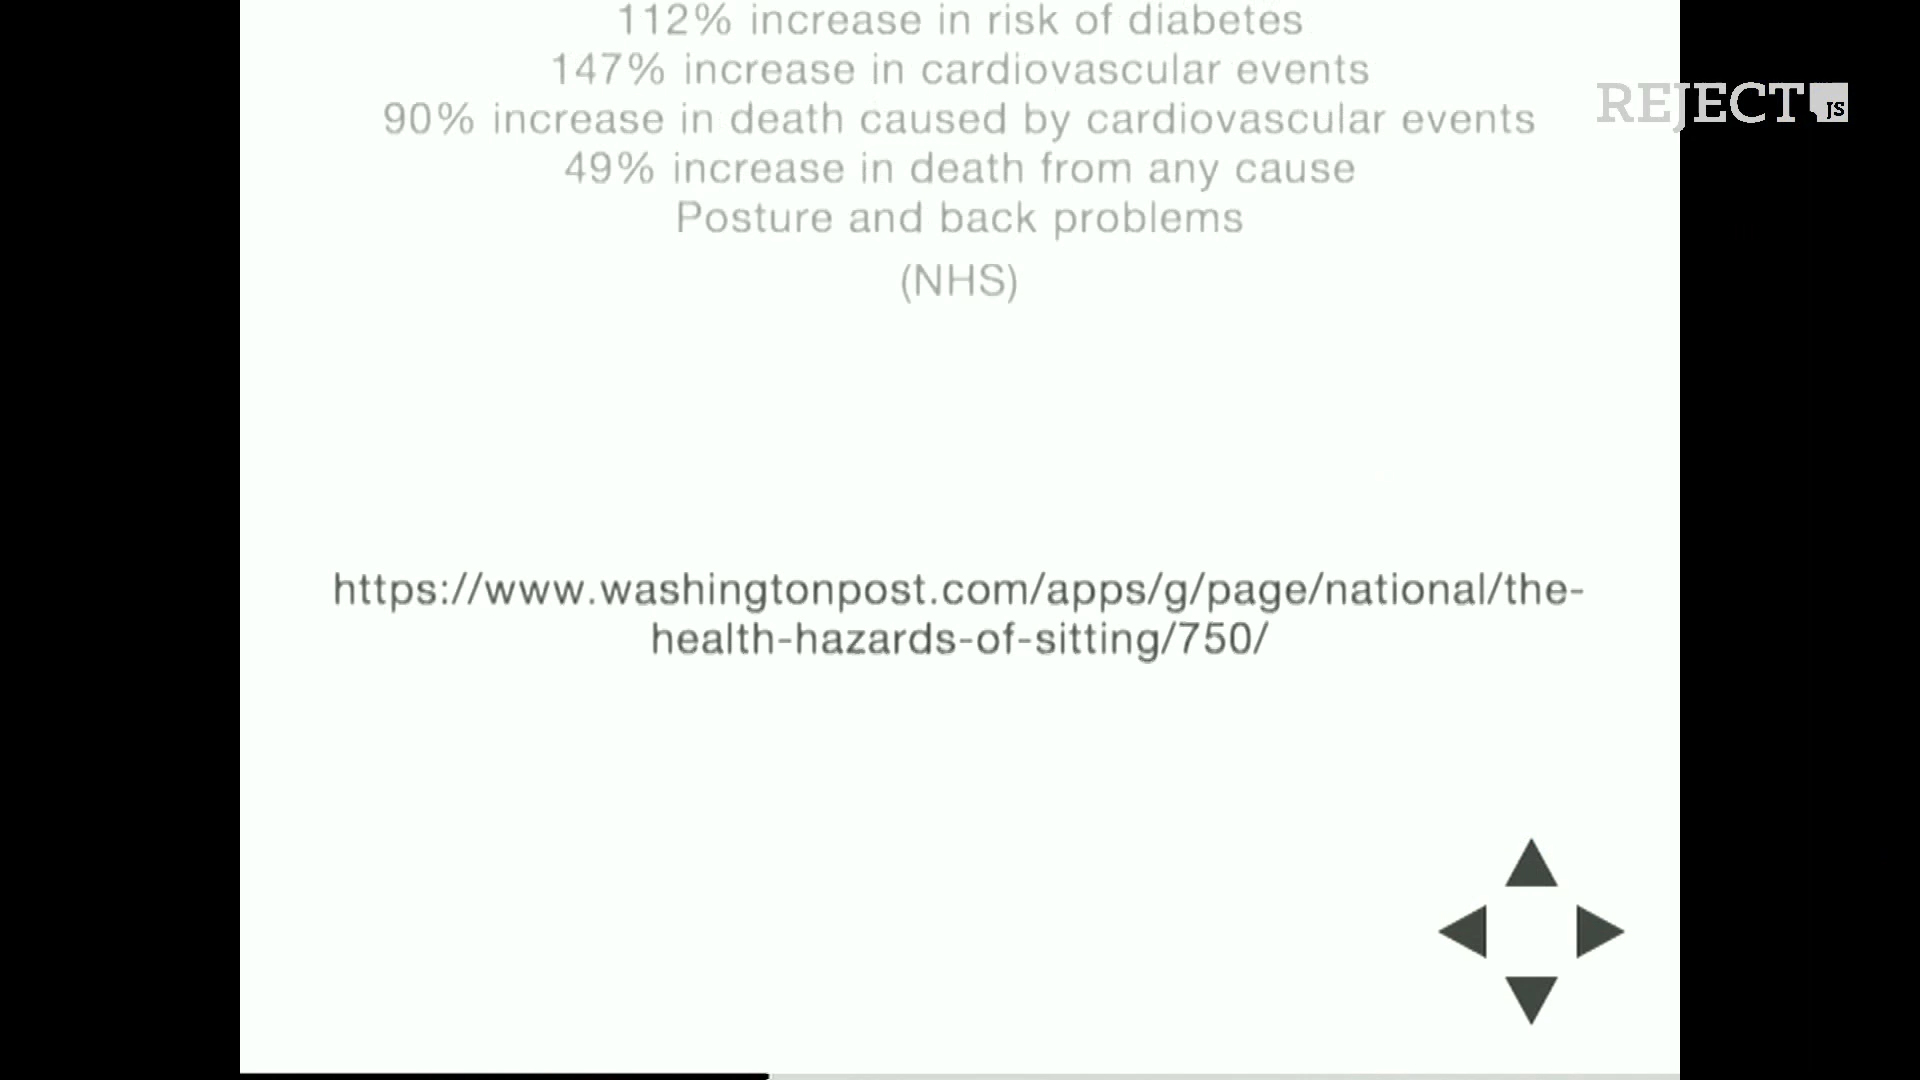 112% increase in risk of diabetes
147% increase in cardiovascular events
90% increase in death caused by cardiovascular events
49% increase in death from any cause
Posture and back problems
(NHS)
REJECT JS
https://www.washingtonpost.com/apps/g/page/national/the-
health-hazards-of-sitting/750/